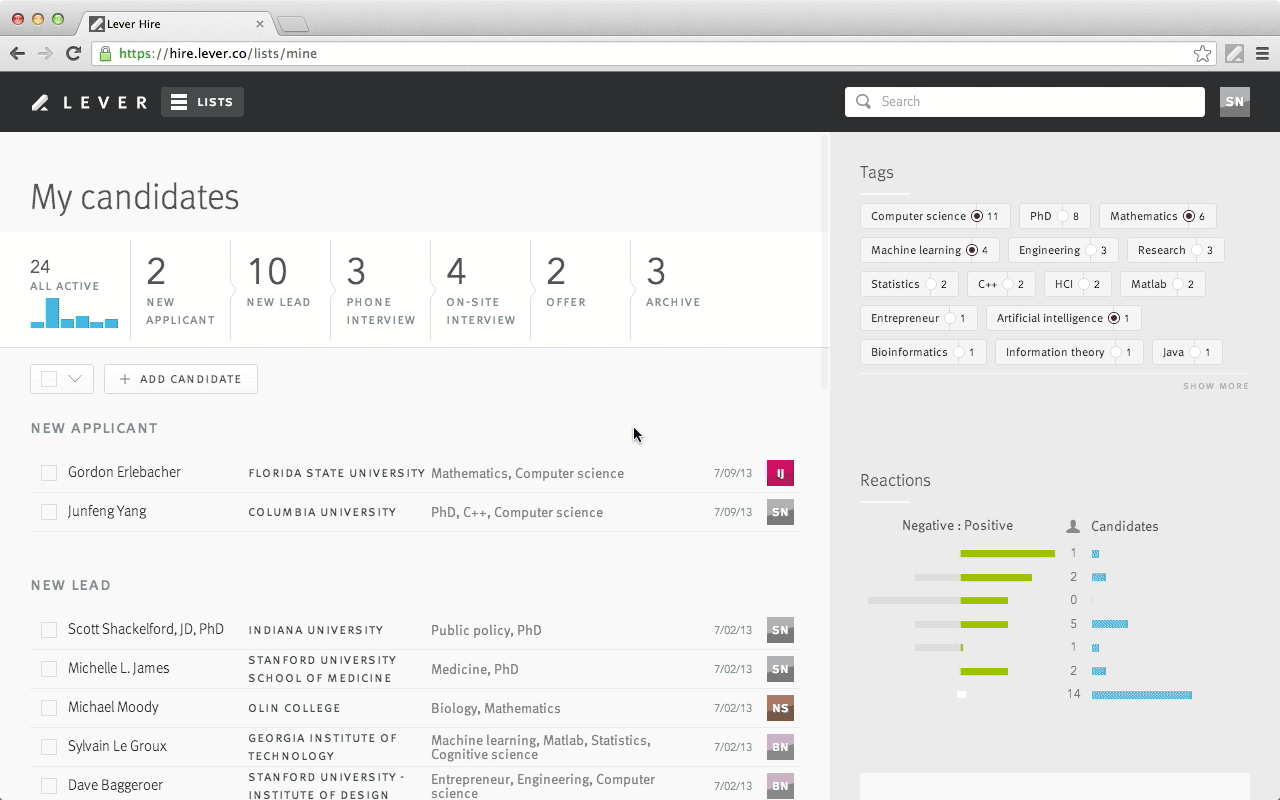 Lever Hire
https://hire.lever.co/lists/mine
LEVER
LISTS
Search
SN
My candidates
24
ALL ACTIVE
2
NEW
APPLICANT
10
NEW LEAD
3
PHONE
INTERVIEW
4
ON-SITE
INTERVIEW
2
OFFER
3
ARCHIVE
+ ADD CANDIDATE
NEW APPLICANT
Gordon Erlebacher FLORIDA STATE UNIVERSITY Mathematics, Computer science 7/09/13 IJ
Junfeng Yang COLUMBIA UNIVERSITY PhD, C++, Computer science 7/09/13 SN
NEW LEAD
Scott Shackelford, JD, PhD INDIANA UNIVERSITY Public policy, PhD 7/02/13 SN
Michelle L. James STANFORD UNIVERSITY
SCHOOL OF MEDICINE Medicine, PhD 7/02/13 SN
Michael Moody OLIN COLLEGE Biology, Mathematics 7/02/13 NS
Sylvain Le Groux GEORGIA INSTITUTE OF
TECHNOLOGY Machine learning, Matlab, Statistics,
Cognitive science 7/02/13 BN
Dave Baggeroer STANFORD UNIVERSITY -
INSTITUTE OF DESIGN Entrepreneur, Engineering, Computer
science 7/02/13 BN
Tags
Computer science 11 PhD 8 Mathematics 6
Machine learning 4 Engineering 3 Research 3
Statistics 2 C++ 2 HCI 2 Matlab 2
Entrepreneur 1 Artificial intelligence 1
Bioinformatics 1 Information theory 1 Java 1
SHOW MORE
Reactions
Negative : Positive Candidates
1
2
0
5
1
2
14